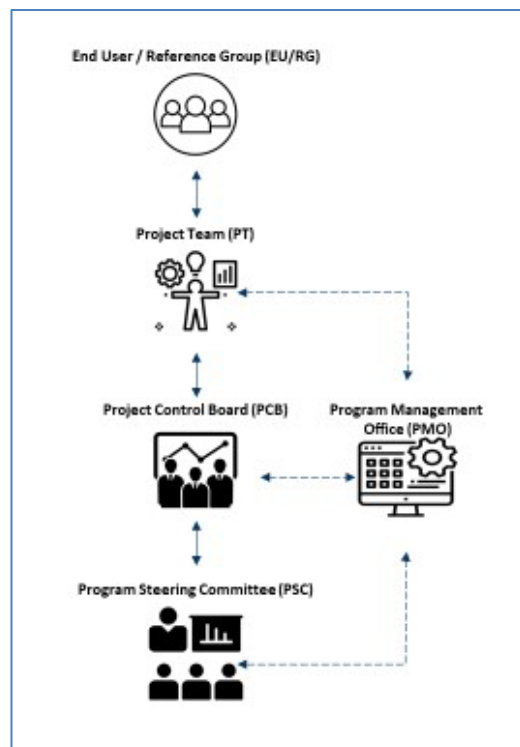 End User / Reference Group (EU/RG)
Project Team (PT)
Project Control Board (PCB)
Program Management
Office (PMO)
Program Steering Committee (PSC)